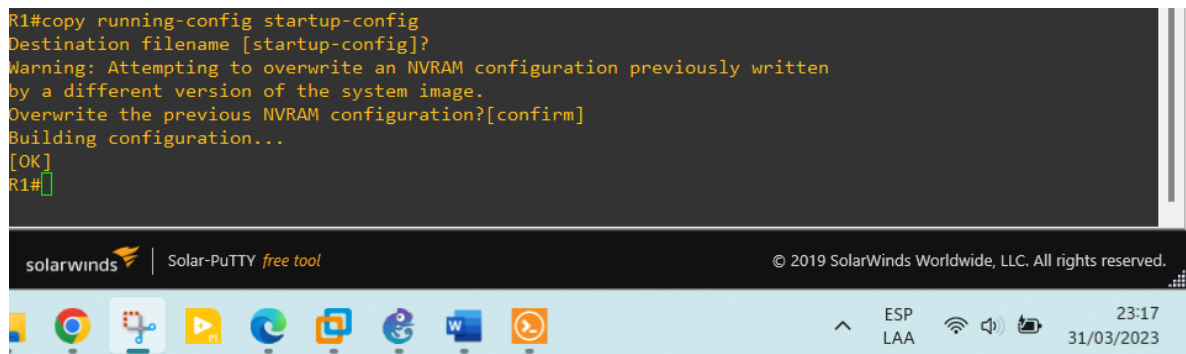 R1#copy running-config startup-config
Destination filename [startup-config]?
Warning: Attempting to overwrite an NVRAM configuration previously written
by a different version of the system image.
Overwrite the previous NVRAM configuration?[confirm]
Building configuration...
[OK]
R1#
solarwinds | Solar-PuTTY free tool © 2019 SolarWinds Worldwide, LLC. All rights reserved.
ESP 23:17
LAA 31/03/2023